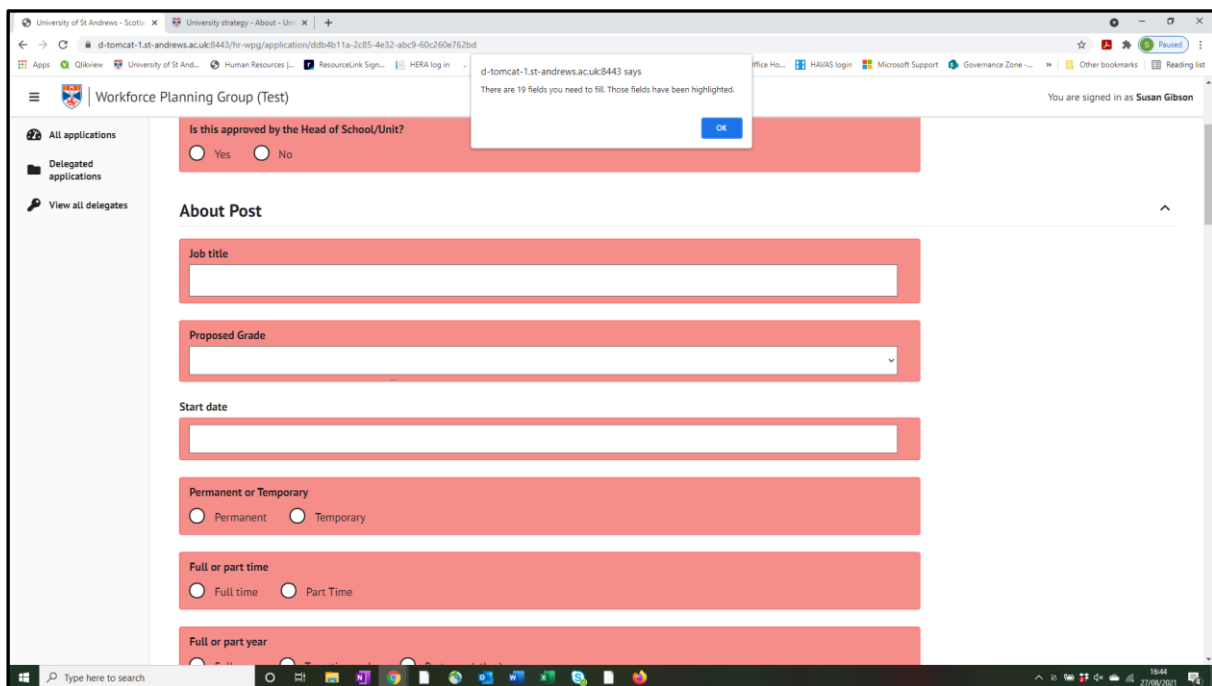 University of St Andrews - Scotla
University strategy - About - Uni
d-tomcat-1.st-andrews.ac.uk:8443/hr-wpg/application/ddb4b11a-2c85-4e32-abc9-60c260e762bd
Paused
Apps Qlikview University of St And... Human Resources |... ResourceLink Sign... HERA log in
ffice Ho... HAVAS login Microsoft Support Governance Zone -... » Other bookmarks Reading list
d-tomcat-1.st-andrews.ac.uk:8443 says
There are 19 fields you need to fill. Those fields have been highlighted.
OK
Workforce Planning Group (Test)
You are signed in as Susan Gibson
All applications
Delegated applications
View all delegates
Is this approved by the Head of School/Unit?
Yes No
About Post
Job title
Proposed Grade
Start date
Permanent or Temporary
Permanent Temporary
Full or part time
Full time Part Time
Full or part year
Type here to search
16:44
27/08/2021